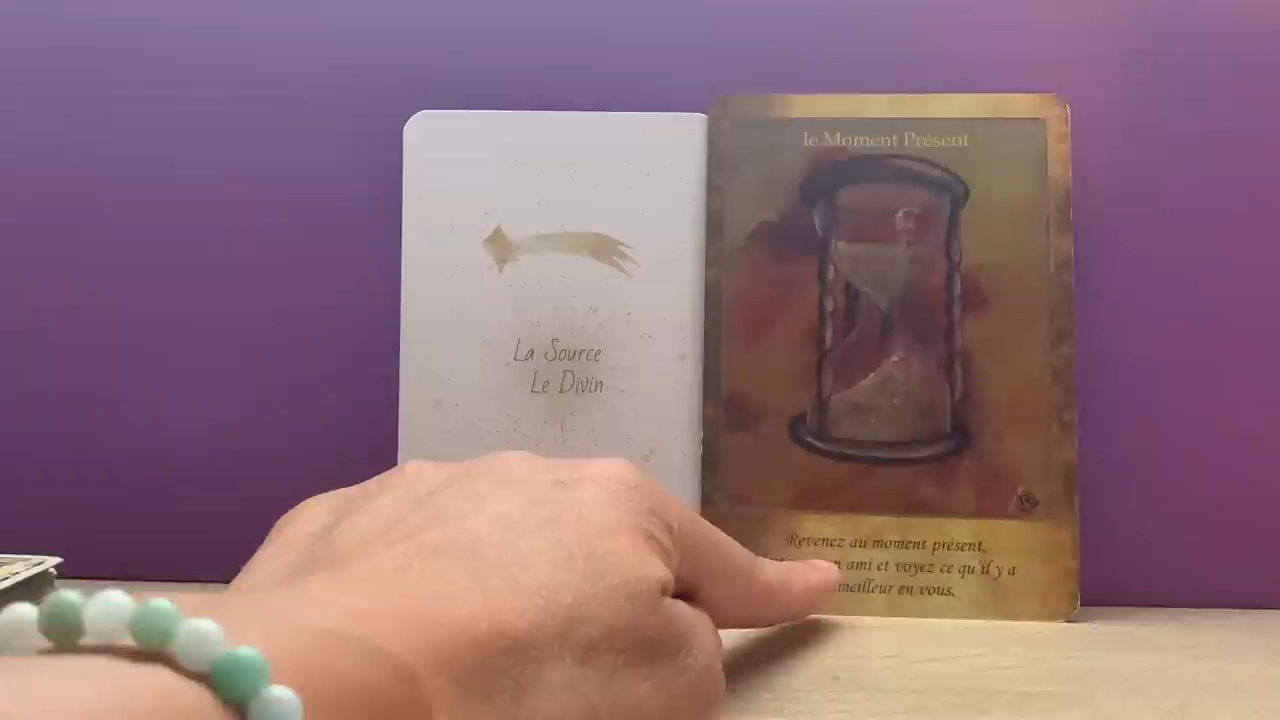 La Source
Le Divin
le Moment Présent
Revenez au moment présent,
ami et voyez ce qu'il y a
meilleur en vous.